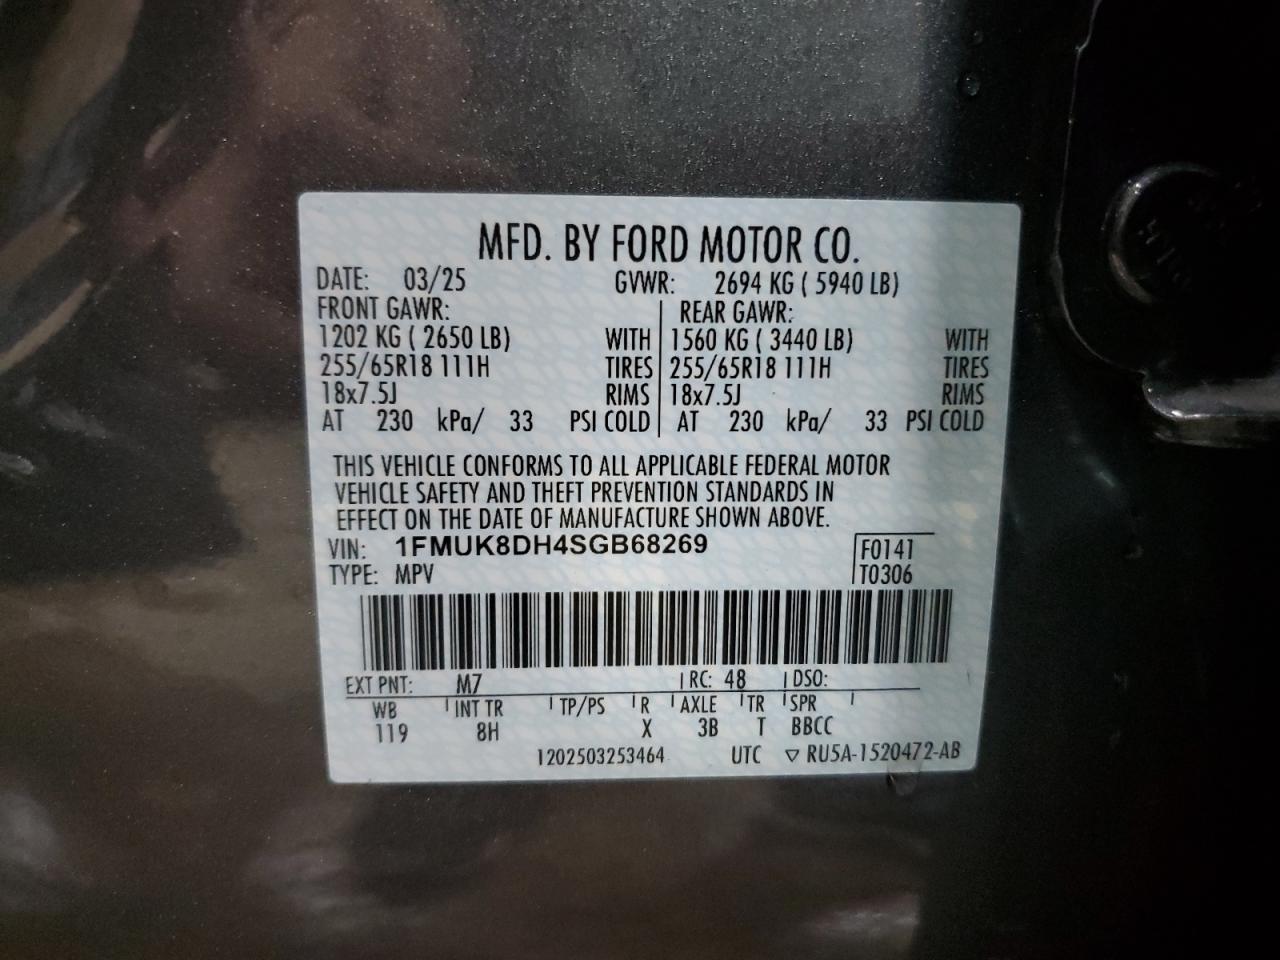 MFD. BY FORD MOTOR CO.
DATE: 03/25 GVWR: 2694 KG ( 5940 LB)
FRONT GAWR: REAR GAWR:
1202 KG ( 2650 LB) WITH 1560 KG ( 3440 LB) WITH
255/65R18 111H TIRES 255/65R18 111H TIRES
18x7.5J RIMS 18x7.5J RIMS
AT 230 kPa/ 33 PSI COLD AT 230 kPa/ 33 PSI COLD
THIS VEHICLE CONFORMS TO ALL APPLICABLE FEDERAL MOTOR
VEHICLE SAFETY AND THEFT PREVENTION STANDARDS IN
EFFECT ON THE DATE OF MANUFACTURE SHOWN ABOVE.
VIN: 1FMUK8DH4SGB68269 F0141
TYPE: MPV T0306
EXT PNT: M7 RC: 48 DSO:
WB INT TR TP/PS R AXLE TR SPR
119 8H X 3B T BBCC
1202503253464 UTC ▽ RU5A-1520472-AB